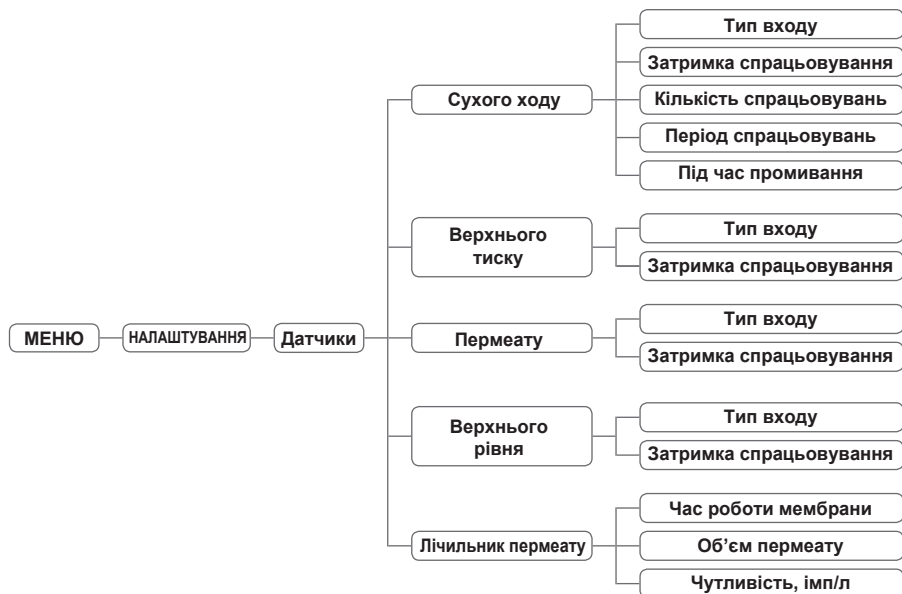 МЕНЮ
НАЛАШТУВАННЯ
Датчики
Сухого ходу
Тип входу
Затримка спрацьовування
Кількість спрацьовувань
Період спрацьовувань
Під час промивання
Верхнього
тиску
Тип входу
Затримка спрацьовування
Пермеату
Тип входу
Затримка спрацьовування
Верхнього
рівня
Тип входу
Затримка спрацьовування
Лічильник пермеату
Час роботи мембрани
Об’єм пермеату
Чутливість, імп/л